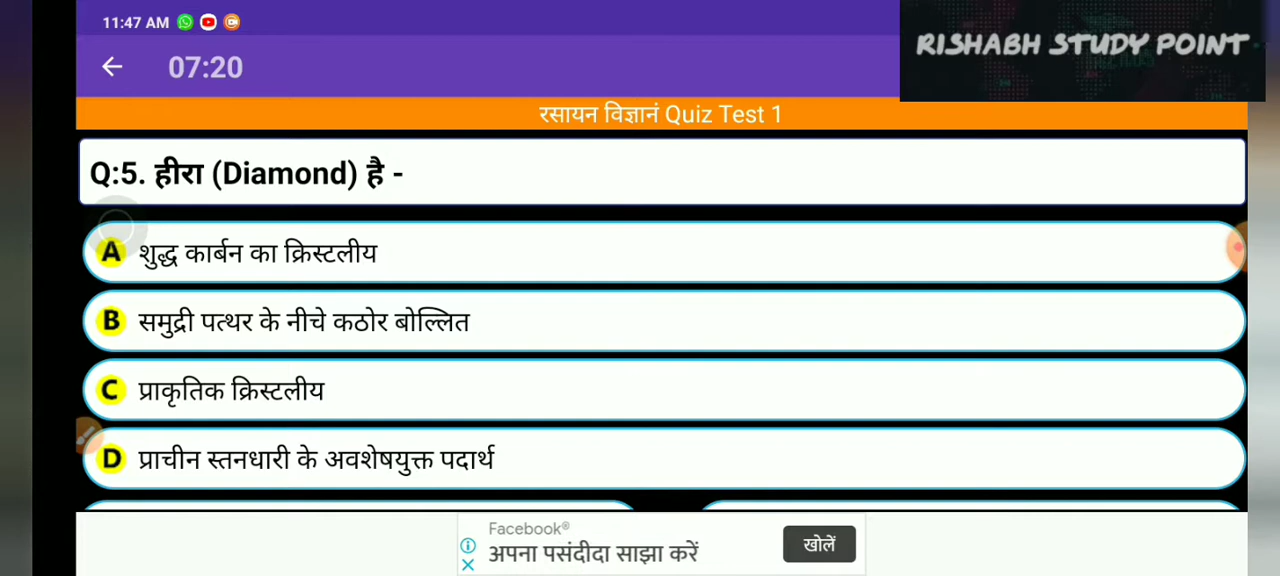 11:47 AM
RISHABH STUDY POINT
07:20
रसायन विज्ञानं Quiz Test 1
Q:5. हीरा (Diamond) है -
A शुद्ध कार्बन का क्रिस्टलीय
B समुद्री पत्थर के नीचे कठोर बोल्लित
C प्राकृतिक क्रिस्टलीय
D प्राचीन स्तनधारी के अवशेषयुक्त पदार्थ
Facebook®
अपना पसंदीदा साझा करें
खोलें